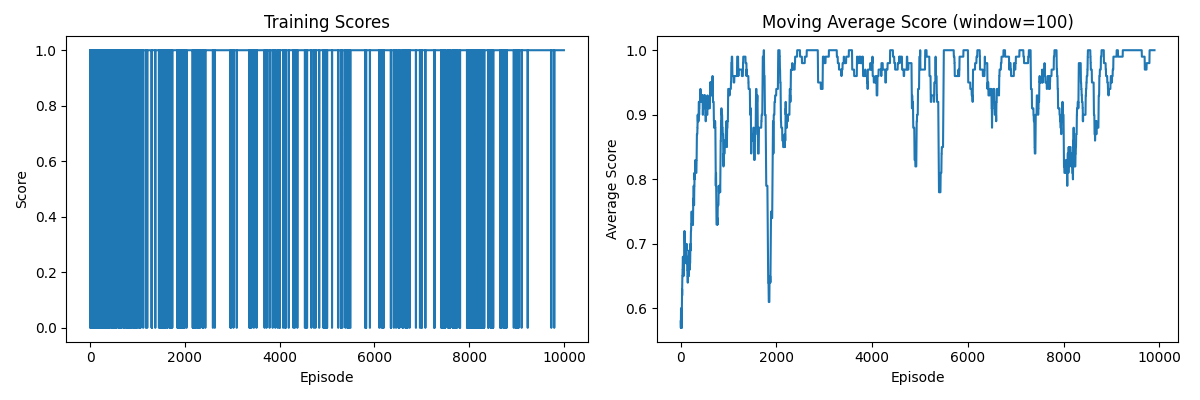 Training Scores
Score
1.0
0.8
0.6
0.4
0.2
0.0
0 2000 4000 6000 8000 10000
Episode
Moving Average Score (window=100)
Average Score
1.0
0.9
0.8
0.7
0.6
0 2000 4000 6000 8000 10000
Episode